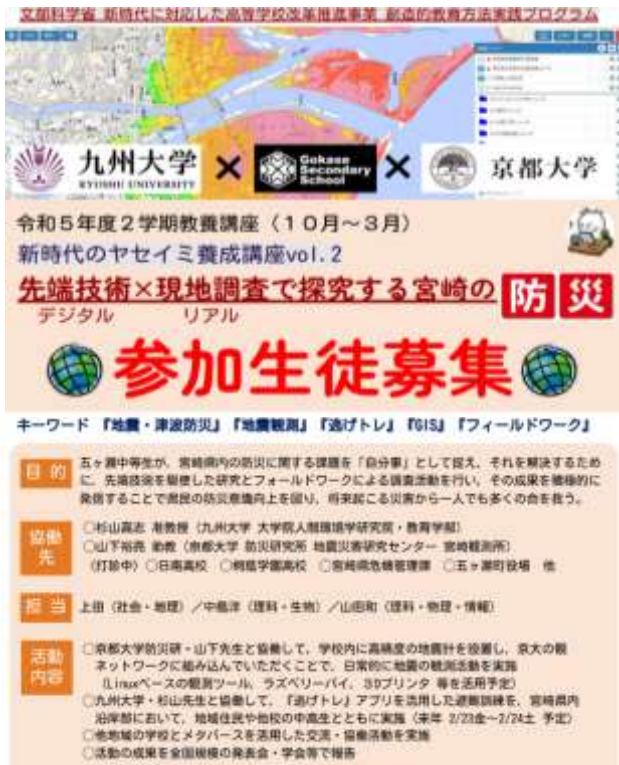 文部科学省 新時代に対応した高等学校改革推進事業 創造的教育方法実践プログラム
九州大学
KYUSHU UNIVERSITY
×
Gokase
Secondary
School
×
京都大学
令和5年度2学期教養講座（10月～3月）
新時代のヤセイミ養成講座vol.2
先端技術×現地調査で探究する宮崎の 防 災
デジタル リアル
参加生徒募集
キーワード 『地震・津波防災』『地震観測』『逃げトレ』『GIS』『フィールドワーク』
目 的
五ヶ瀬中等生が、宮崎県内の防災に関する課題を「自分事」として捉え、それを解決するため
に、先端技術を駆使した研究とフォールドワークによる調査活動を行い、その成果を積極的に
発信することで県民の防災意識向上を図り、将来起こる災害から一人でも多くの命を救う。
協働
先
○杉山高志 准教授（九州大学 大学院人間環境学研究院・教育学部）
○山下裕亮 助教（京都大学 防災研究所 地震災害研究センター 宮崎観測所）
（打診中）○日南高校 ○桐蔭学園高校 ○宮崎県危機管理課 ○五ヶ瀬町役場 他
担 当
上田（社会・地理）／中島洋（理科・生物）／山田和（理科・物理・情報）
活動
内容
○京都大学防災研・山下先生と協働して、学校内に高精度の地震計を設置し、京大の観
ネットワークに組み込んでいただくことで、日常的に地震の観測活動を実施
（Linuxベースの観測ツール、ラズベリーパイ、3Dプリンタ 等を活用予定）
○九州大学・杉山先生と協働して、「逃げトレ」アプリを活用した避難訓練を、宮崎県内
沿岸部において、地域住民や他校の中高生とともに実施（来年 2/23金～2/24土 予定）
○他地域の学校とメタバースを活用した交流・協働活動を実施
○活動の成果を全国規模の発表会・学会等で報告